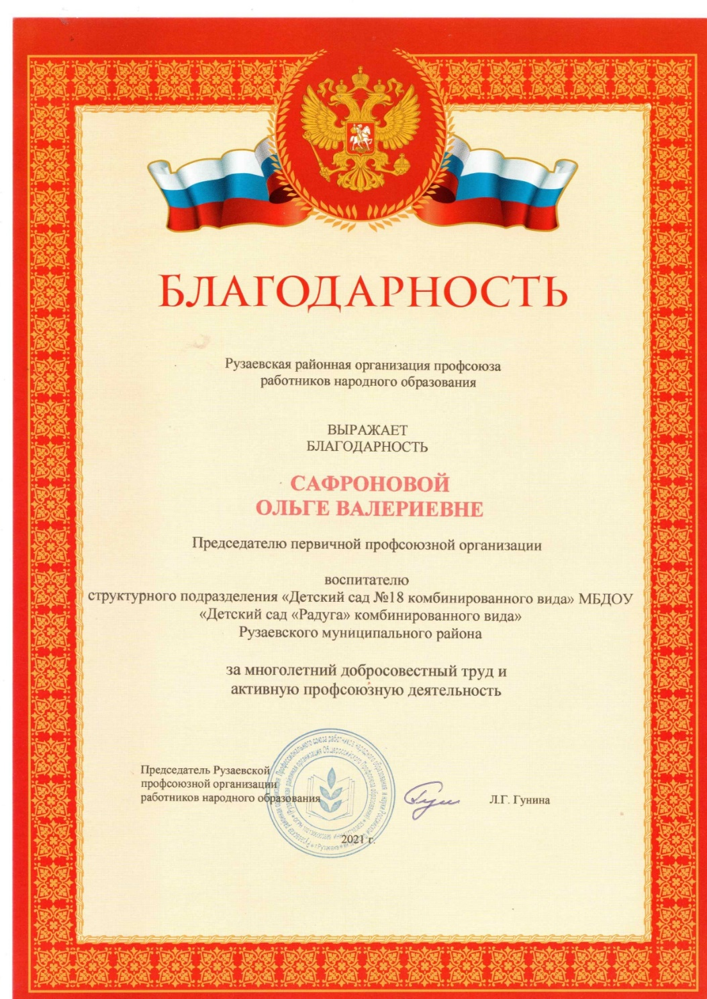 БЛАГОДАРНОСТЬ
Рузаевская районная организация профсоюза
работников народного образования
ВЫРАЖАЕТ
БЛАГОДАРНОСТЬ
САФРОНОВОЙ
ОЛЬГЕ ВАЛЕРИЕВНЕ
Председателю первичной профсоюзной организации
воспитателю
структурного подразделения «Детский сад №18 комбинированного вида» МБДОУ
«Детский сад «Радуга» комбинированного вида»
Рузаевского муниципального района
за многолетний добросовестный труд и
активную профсоюзную деятельность
Председатель Рузаевской
профсоюзной организации
работников народного образования
Л.Г. Гунина
2021 г.